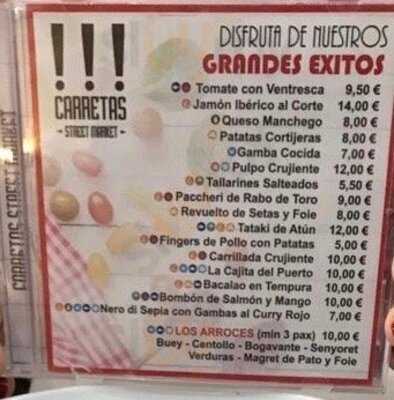 !!!
CARRETAS
- STREET MARKET -
CARRETAS STREET MARKET
DISFRUTA DE NUESTROS
GRANDES EXITOS
Tomate con Ventresca 9,50 €
Jamón Ibérico al Corte 14,00 €
Queso Manchego 8,00 €
Patatas Cortijeras 8,00 €
Gamba Cocida 7,00 €
Pulpo Crujiente 12,00 €
Tallarines Salteados 5,50 €
Paccheri de Rabo de Toro 9,00 €
Revuelto de Setas y Foie 8,00 €
Tataki de Atún 12,00 €
Fingers de Pollo con Patatas 5,00 €
Carrillada Crujiente 10,00 €
La Cajita del Puerto 10,00 €
Bacalao en Tempura 10,00 €
Bombón de Salmón y Mango 10,00 €
Nero di Sepia con Gambas al Curry Rojo 7,00 €
LOS ARROCES (min 3 pax) 10,00 €
Buey - Centollo - Bogavante - Senyoret
Verduras - Magret de Pato y Foie